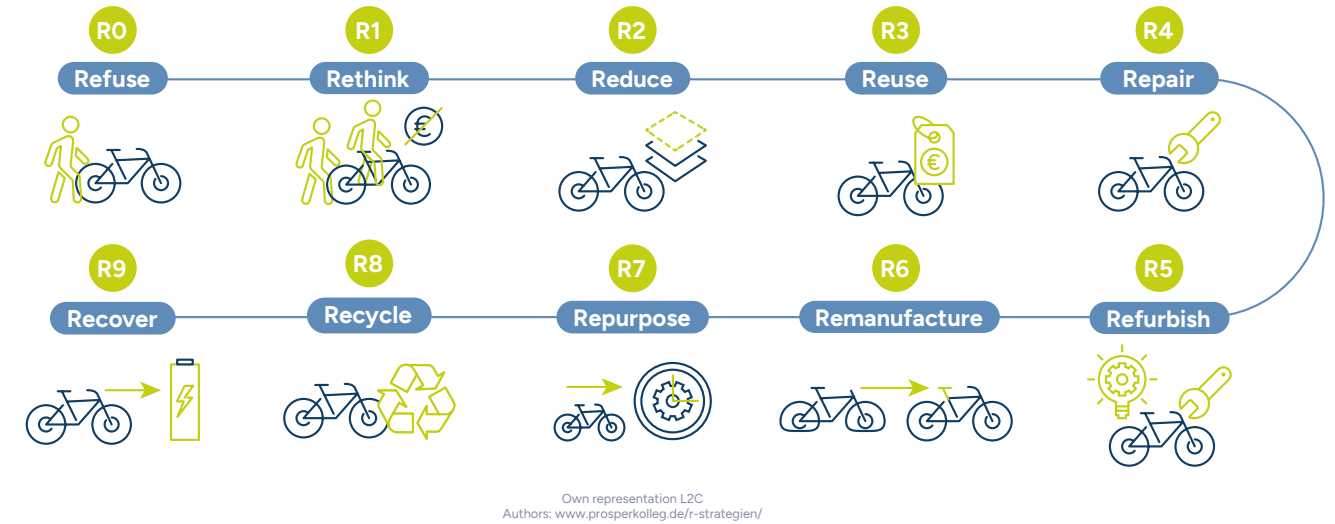 R0
Refuse
R1
Rethink
€
R2
Reduce
R3
Reuse
€
R4
Repair
R5
Refurbish
R6
Remanufacture
R7
Repurpose
R8
Recycle
R9
Recover
Own representation L2C
Authors: www.prosperkolleg.de/r-strategien/